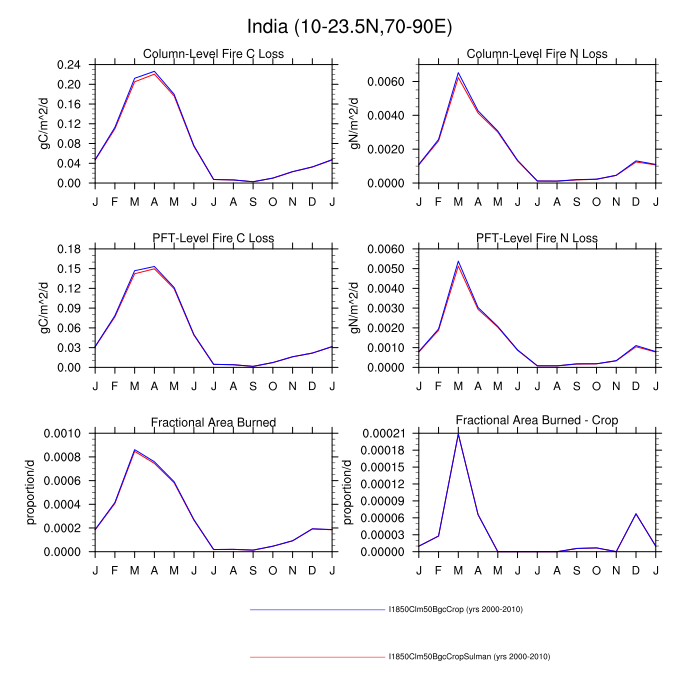 India (10-23.5N,70-90E)
Column-Level Fire C Loss
gC/m^2/d
0.24
0.20
0.16
0.12
0.08
0.04
0.00
J F M A M J J A S O N D J
Column-Level Fire N Loss
gN/m^2/d
0.0060
0.0040
0.0020
0.0000
J F M A M J J A S O N D J
PFT-Level Fire C Loss
gC/m^2/d
0.18
0.15
0.12
0.09
0.06
0.03
0.00
J F M A M J J A S O N D J
PFT-Level Fire N Loss
gN/m^2/d
0.0060
0.0050
0.0040
0.0030
0.0020
0.0010
0.0000
J F M A M J J A S O N D J
Fractional Area Burned
proportion/d
0.0010
0.0008
0.0006
0.0004
0.0002
0.0000
J F M A M J J A S O N D J
Fractional Area Burned - Crop
proportion/d
0.00021
0.00018
0.00015
0.00012
0.00009
0.00006
0.00003
0.00000
J F M A M J J A S O N D J
I1850Clm50BgcCrop (yrs 2000-2010)
I1850Clm50BgcCropSulman (yrs 2000-2010)